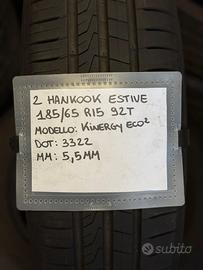 2 HANKOOK ESTIVE
185/65 R15 92T
MODELLO: KINERGY ECO²
DOT: 3322
MM: 5,5MM
subito